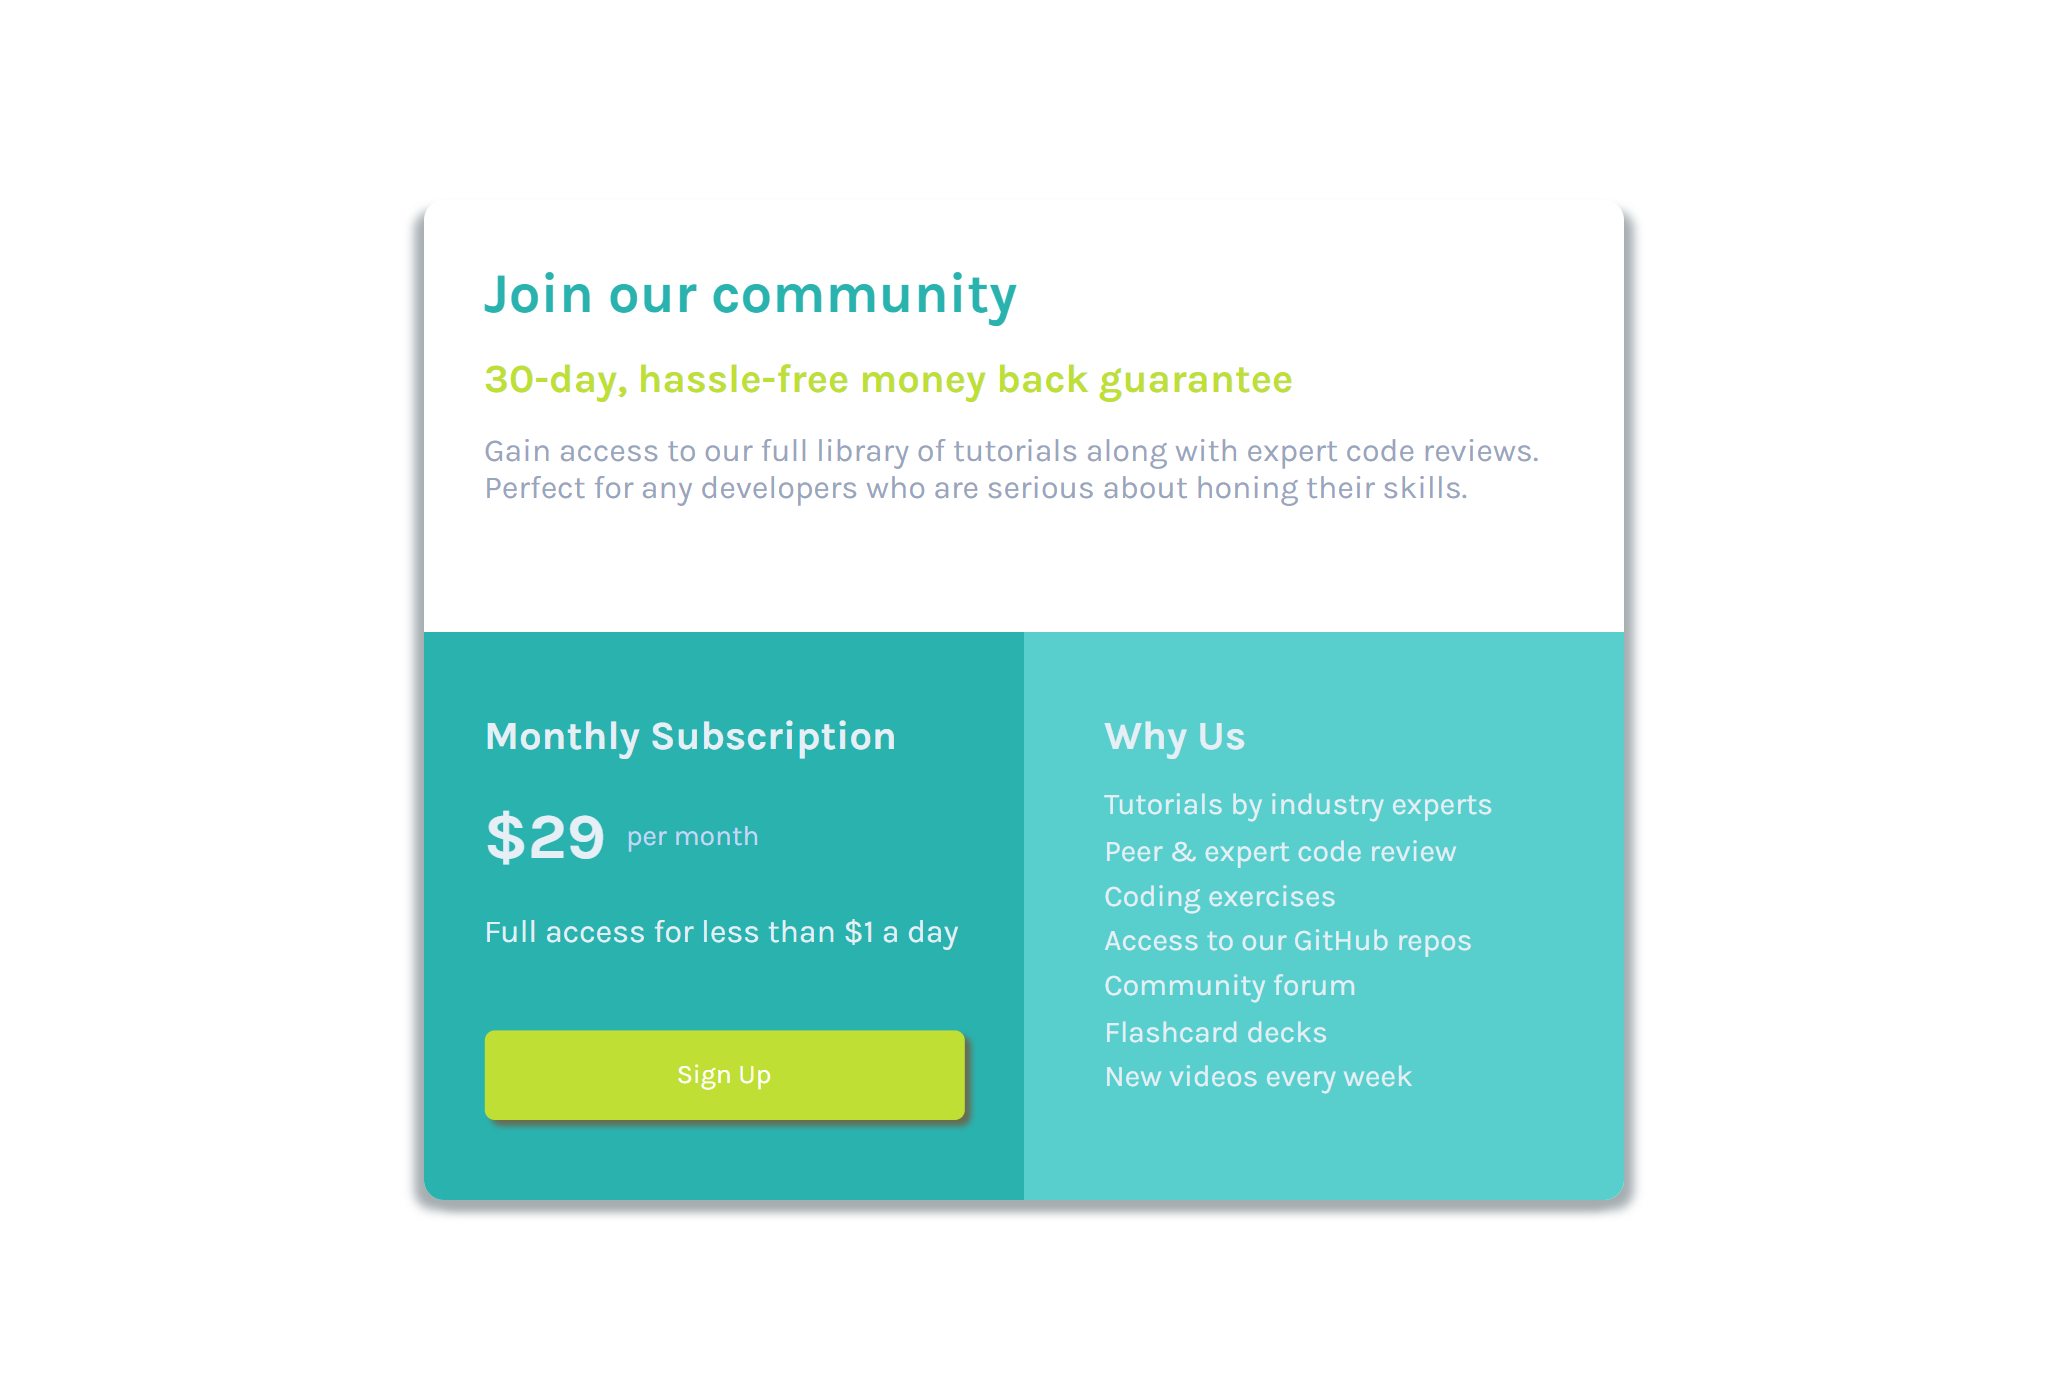 Join our community
30-day, hassle-free money back guarantee
Gain access to our full library of tutorials along with expert code reviews.
Perfect for any developers who are serious about honing their skills.
Monthly Subscription
$29 per month
Full access for less than $1 a day
Sign Up
Why Us
Tutorials by industry experts
Peer & expert code review
Coding exercises
Access to our GitHub repos
Community forum
Flashcard decks
New videos every week